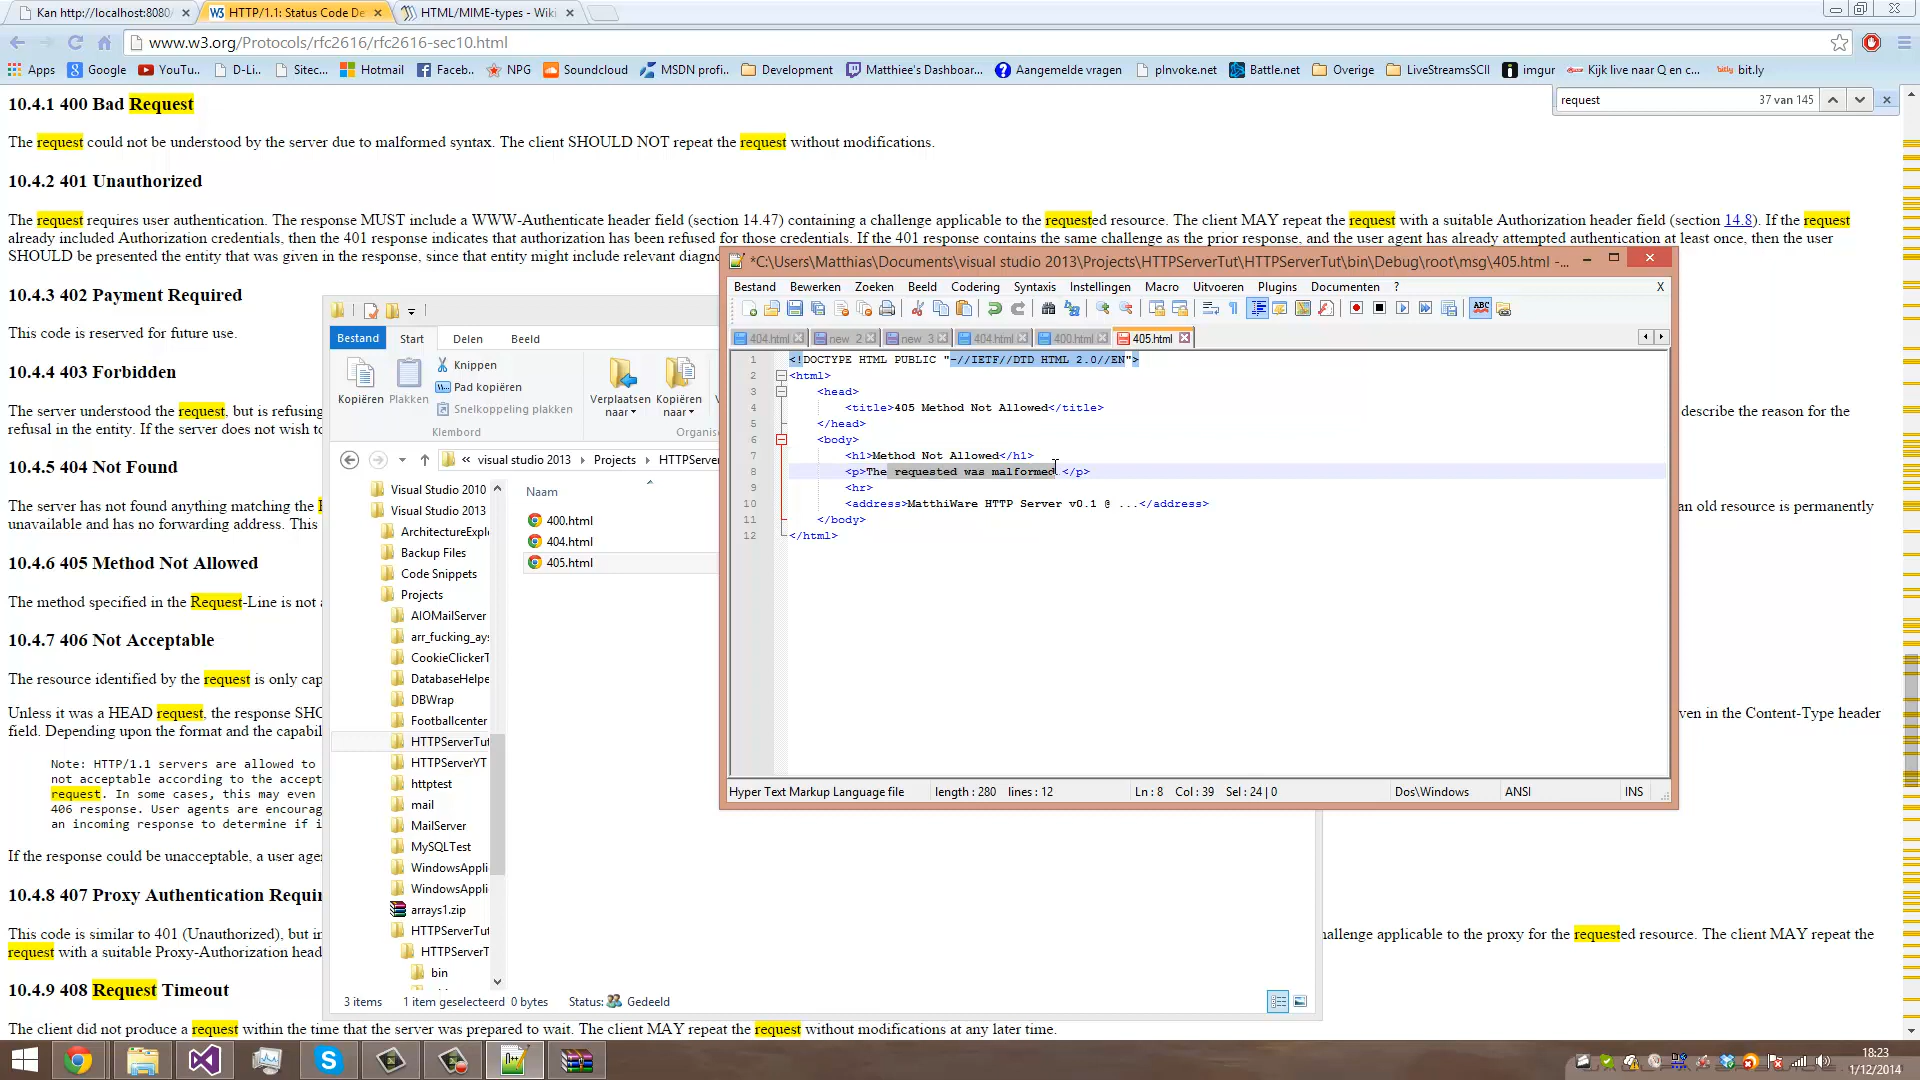 Kan http://localhost:8080/
HTTP/1.1: Status Code De
HTML/MIME-types - Wiki
www.w3.org/Protocols/rfc2616/rfc2616-sec10.html
Apps Google YouTu.. D-Li.. Sitec... Hotmail Faceb.. NPG Soundcloud MSDN profi.. Development Matthiee's Dashboar... Aangemelde vragen pInvoke.net Battle.net Overige LiveStreamsSCII imgur Kijk live naar Q en c... bitly bit.ly
request 37 van 145
10.4.1 400 Bad Request
The request could not be understood by the server due to malformed syntax. The client SHOULD NOT repeat the request without modifications.
10.4.2 401 Unauthorized
The request requires user authentication. The response MUST include a WWW-Authenticate header field (section 14.47) containing a challenge applicable to the requested resource. The client MAY repeat the request with a suitable Authorization header field (section 14.8). If the request
already included Authorization credentials, then the 401 response indicates that authorization has been refused for those credentials. If the 401 response contains the same challenge as the prior response, and the user agent has already attempted authentication at least once, then the user
SHOULD be presented the entity that was given in the response, since that entity might include relevant diagno
10.4.3 402 Payment Required
This code is reserved for future use.
10.4.4 403 Forbidden
The server understood the request, but is refusing
describe the reason for the
refusal in the entity. If the server does not wish to
10.4.5 404 Not Found
The server has not found anything matching the
an old resource is permanently
unavailable and has no forwarding address. This
10.4.6 405 Method Not Allowed
The method specified in the Request-Line is not
10.4.7 406 Not Acceptable
The resource identified by the request is only cap
Unless it was a HEAD request, the response SHO
ven in the Content-Type header
field. Depending upon the format and the capabil
Note: HTTP/1.1 servers are allowed to
not acceptable according to the accept
request. In some cases, this may even
406 response. User agents are encourag
an incoming response to determine if i
If the response could be unacceptable, a user age
10.4.8 407 Proxy Authentication Requir
This code is similar to 401 (Unauthorized), but in
hallenge applicable to the proxy for the requested resource. The client MAY repeat the
request with a suitable Proxy-Authorization head
10.4.9 408 Request Timeout
The client did not produce a request within the time that the server was prepared to wait. The client MAY repeat the request without modifications at any later time.
Bestand Start Delen Beeld
Kopiëren
Plakken
Knippen
Pad kopiëren
Snelkoppeling plakken
Klembord
Verplaatsen naar
Kopiëren naar
Organis
« visual studio 2013 Projects HTTPServer
Visual Studio 2010
Visual Studio 2013
ArchitectureExplo
Backup Files
Code Snippets
Projects
AIOMailServer
arr_fucking_ays
CookieClickerT
DatabaseHelpe
DBWrap
Footballcenter
HTTPServerTut
HTTPServerYT
httptest
mail
MailServer
MySQLTest
WindowsAppli
WindowsAppli
arrays1.zip
HTTPServerTut
HTTPServerT
bin
Naam
400.html
404.html
405.html
3 items 1 item geselecteerd 0 bytes Status: Gedeeld
*C:\Users\Matthias\Documents\visual studio 2013\Projects\HTTPServerTut\HTTPServerTut\bin\Debug\root\msg\405.html -...
Bestand Bewerken Zoeken Beeld Codering Syntaxis Instellingen Macro Uitvoeren Plugins Documenten ? X
404.html new 2 new 3 404.html 400.html 405.html
1 <!DOCTYPE HTML PUBLIC "-//IETF//DTD HTML 2.0//EN">
2 <html>
3 <head>
4 <title>405 Method Not Allowed</title>
5 </head>
6 <body>
7 <h1>Method Not Allowed</h1>
8 <p>The requested was malformed.</p>
9 <hr>
10 <address>MatthiWare HTTP Server v0.1 @ ...</address>
11 </body>
12 </html>
Hyper Text Markup Language file length : 280 lines : 12 Ln : 8 Col : 39 Sel : 24 | 0 Dos\Windows ANSI INS
18:23
1/12/2014